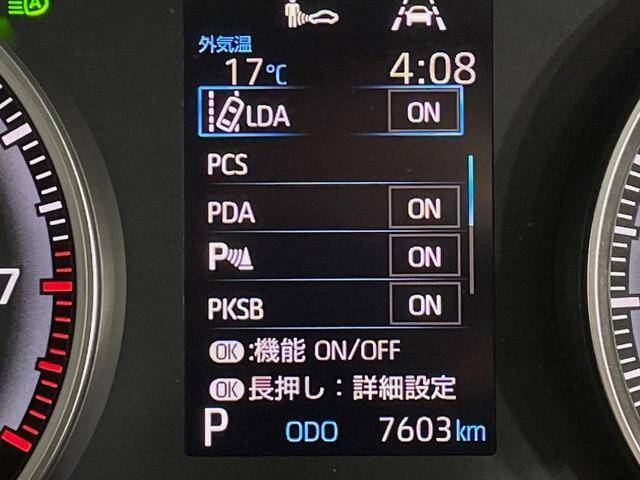 外気温
17℃ 4:08
LDA ON
PCS
PDA ON
P ON
PKSB ON
OK:機能 ON/OFF
OK長押し：詳細設定
P ODO 7603km
7
A